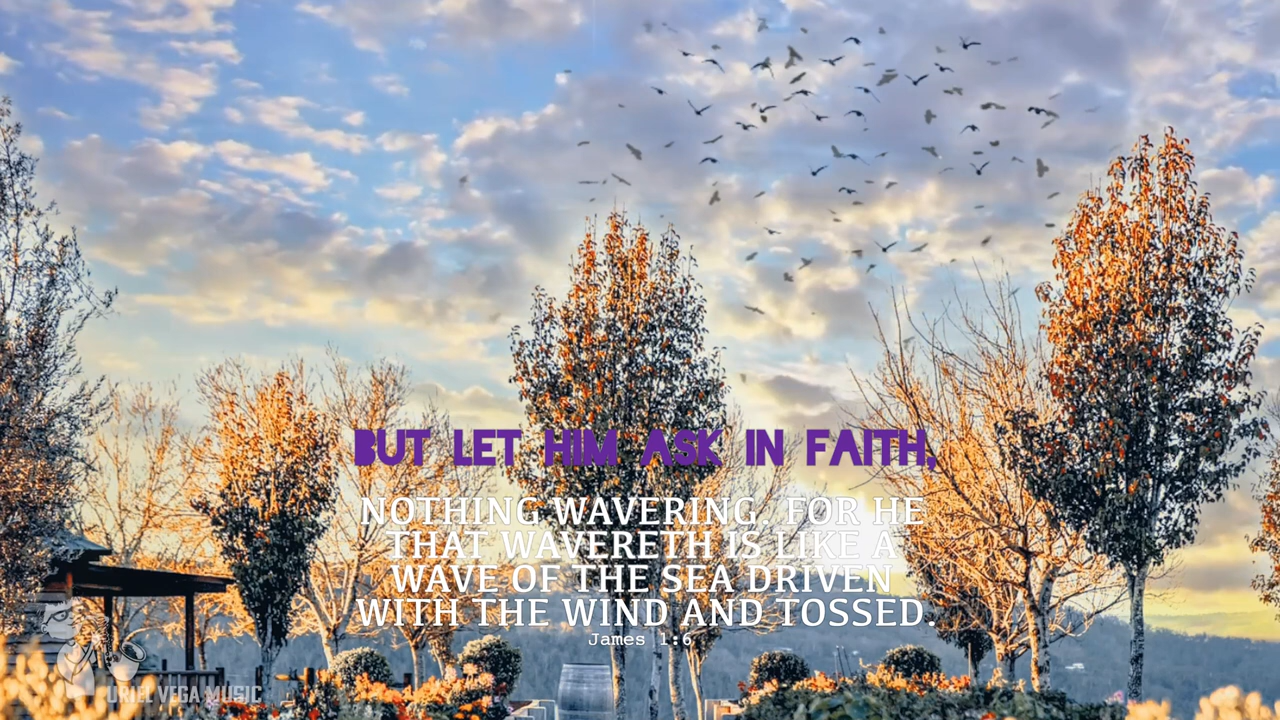 BUT LET HIM ASK IN FAITH,
NOTHING WAVERING. FOR HE
THAT WAVERETH IS LIKE A
WAVE OF THE SEA DRIVEN
WITH THE WIND AND TOSSED.
James 1:6
URIEL VEGA MUSIC